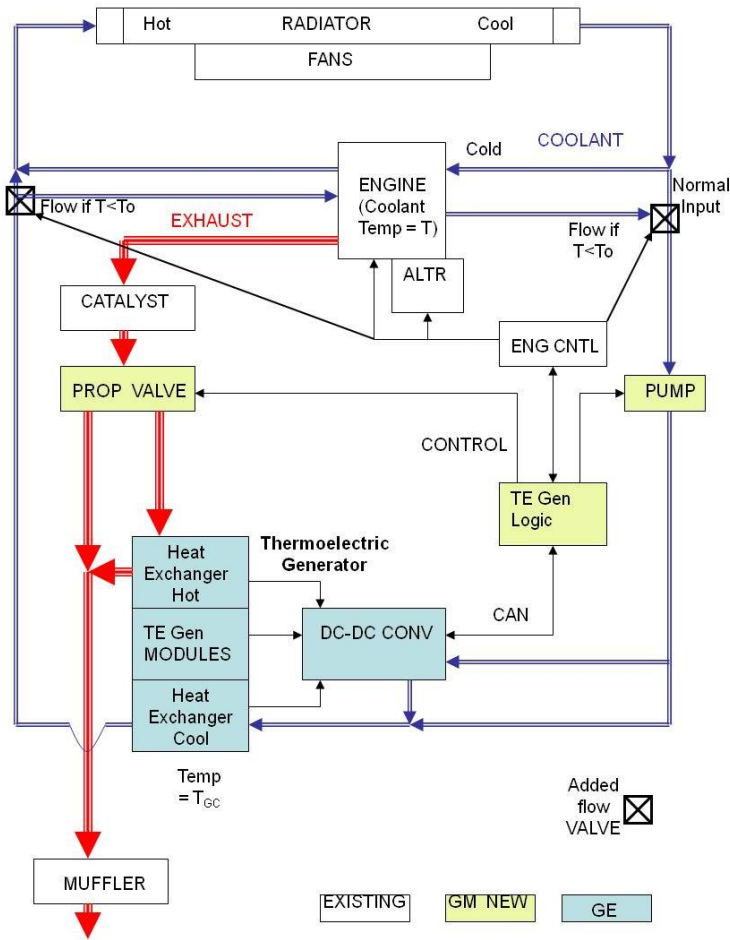 Hot RADIATOR Cool
FANS
COOLANT
Cold
ENGINE
(Coolant
Temp = T)
Normal
Input
Flow if T<To
EXHAUST
Flow if
T<To
ALTR
CATALYST
ENG CNTL
PROP VALVE
PUMP
CONTROL
TE Gen
Logic
Thermoelectric
Generator
Heat
Exchanger
Hot
CAN
TE Gen
MODULES
DC-DC CONV
Heat
Exchanger
Cool
Temp
= TGC
Added
flow
VALVE
MUFFLER
EXISTING
GM NEW
GE